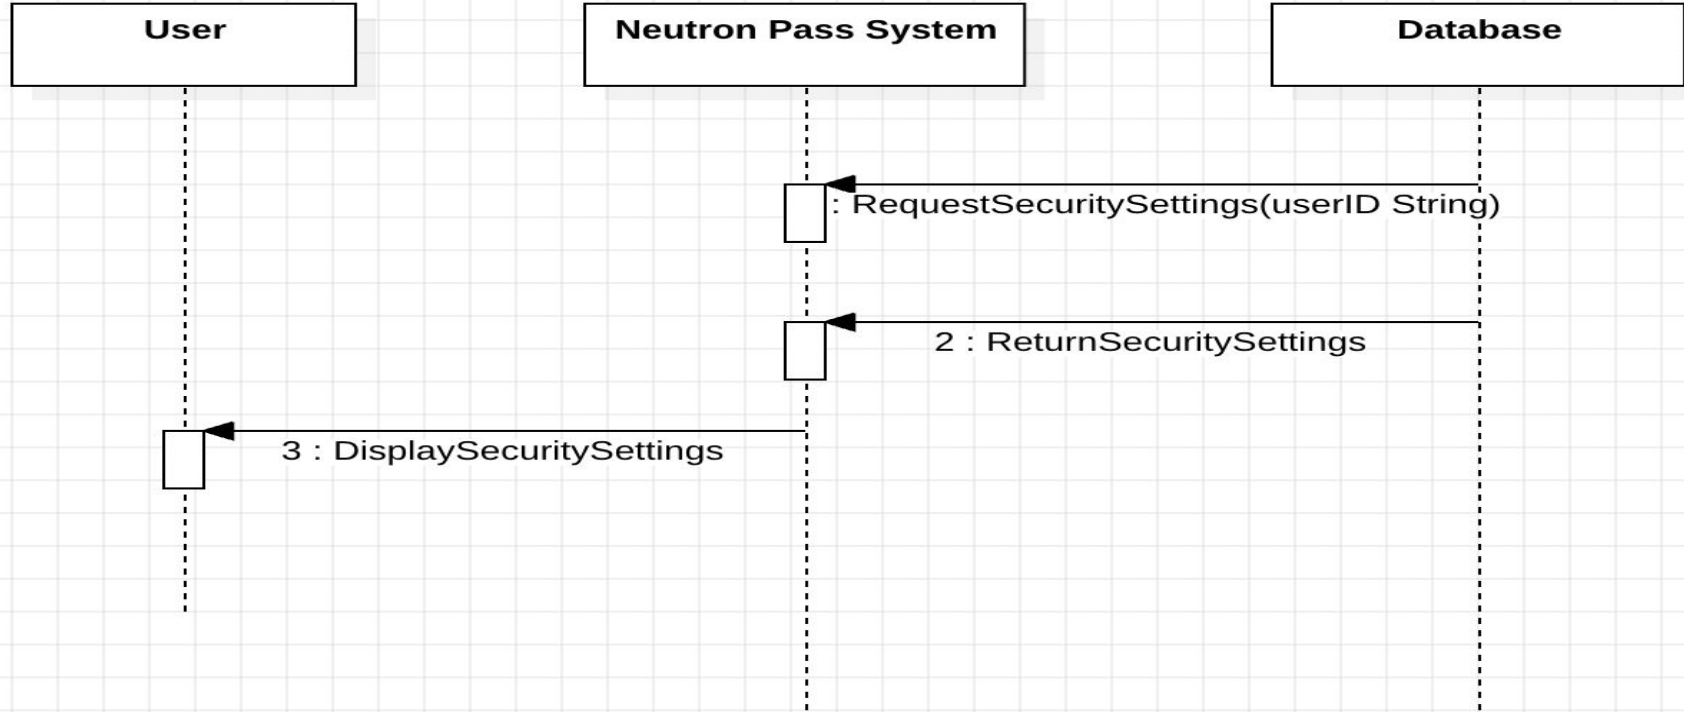 User
Neutron Pass System
Database
: RequestSecuritySettings(userID String)
2 : ReturnSecuritySettings
3 : DisplaySecuritySettings